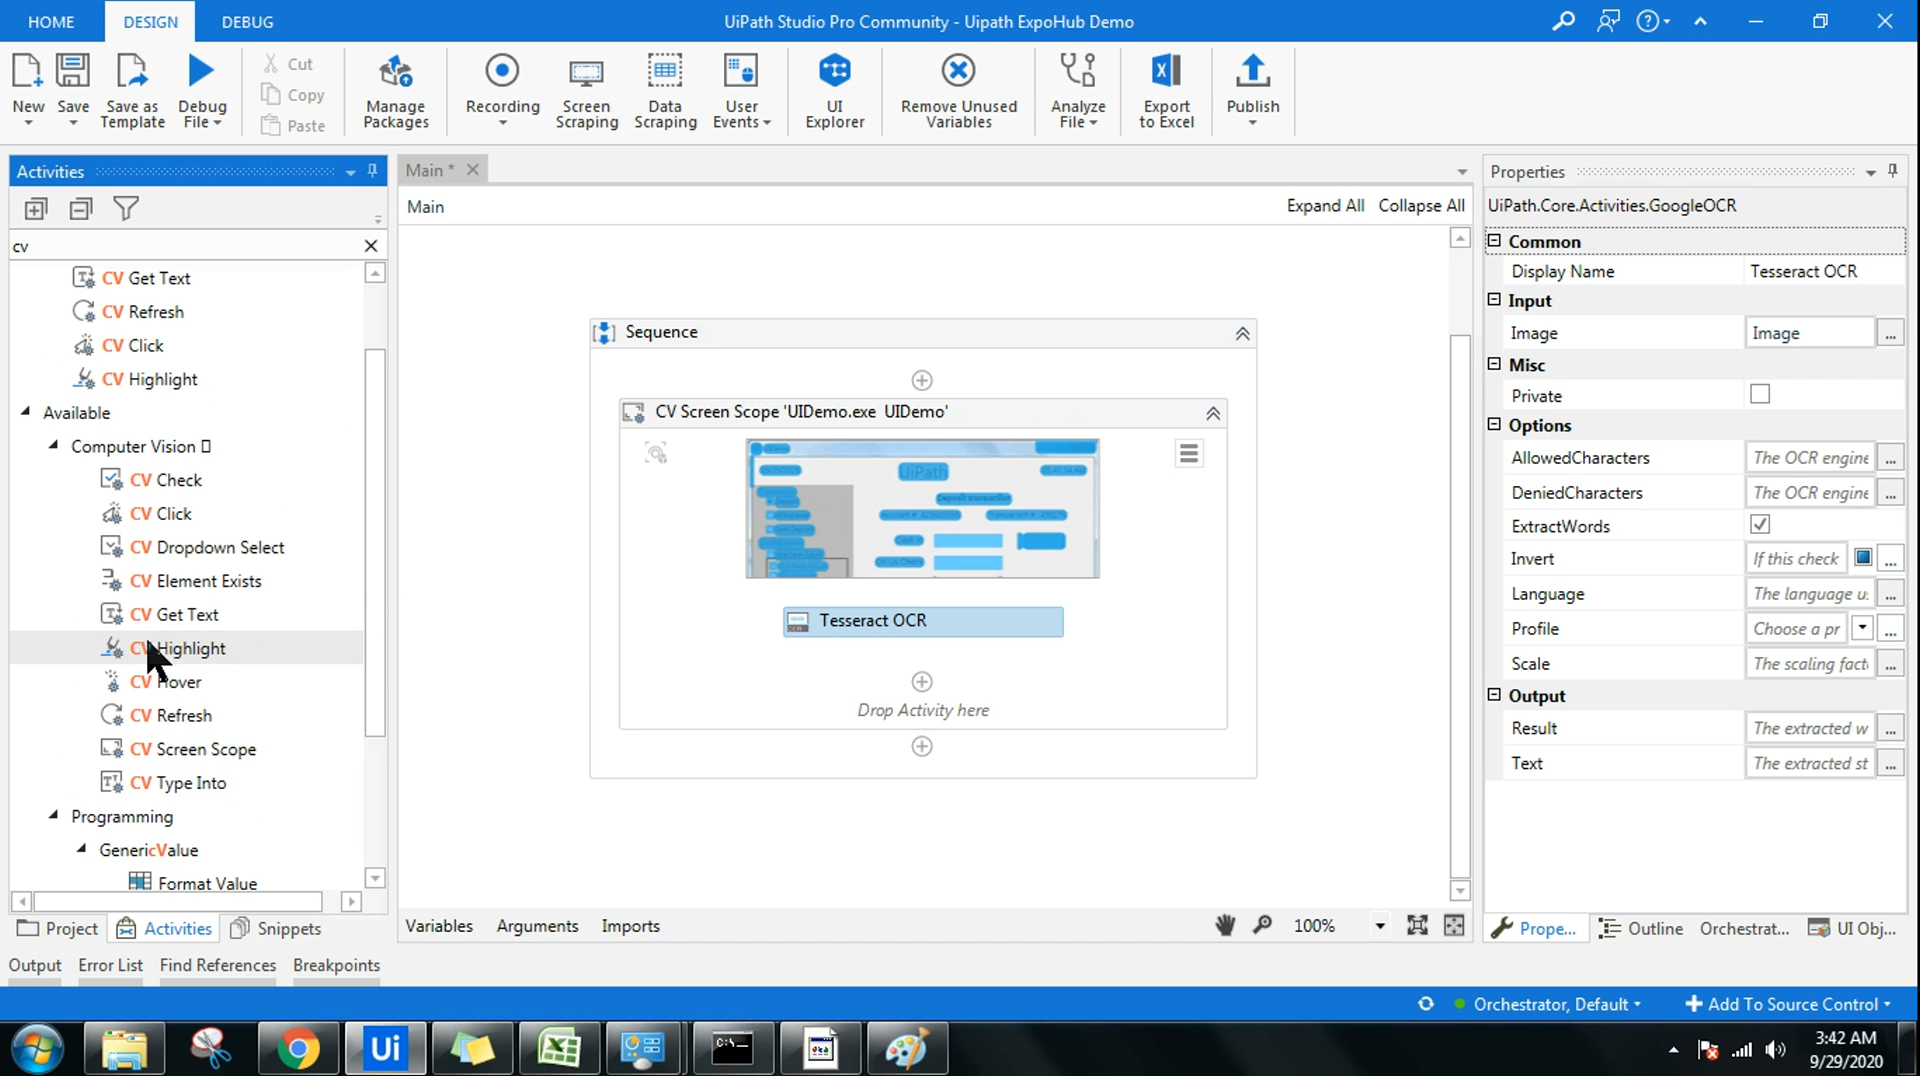 HOME DESIGN DEBUG UiPath Studio Pro Community - Uipath ExpoHub Demo
New
Save
Save as Template
Debug File
Cut
Copy
Paste
Manage Packages
Recording
Screen Scraping
Data Scraping
User Events
UI Explorer
Remove Unused Variables
Analyze File
Export to Excel
Publish
Activities
cv
CV Get Text
CV Refresh
CV Click
CV Highlight
Available
Computer Vision
CV Check
CV Click
CV Dropdown Select
CV Element Exists
CV Get Text
CV Highlight
CV Hover
CV Refresh
CV Screen Scope
CV Type Into
Programming
GenericValue
Format Value
Project Activities Snippets
Main *
Main Expand All Collapse All
Sequence
CV Screen Scope 'UIDemo.exe UIDemo'
UiPath
Deposit transaction
Cash In
Tesseract OCR
Drop Activity here
Variables Arguments Imports 100%
Properties
UiPath.Core.Activities.GoogleOCR
Common
Display Name Tesseract OCR
Input
Image Image ...
Misc
Private
Options
AllowedCharacters The OCR engine ...
DeniedCharacters The OCR engine ...
ExtractWords
Invert If this check ...
Language The language u ...
Profile Choose a pr ...
Scale The scaling fact ...
Output
Result The extracted w ...
Text The extracted st ...
Prope... Outline Orchestrat... UI Obj...
Output Error List Find References Breakpoints
Orchestrator, Default Add To Source Control
Ui
C:\.
3:42 AM
9/29/2020